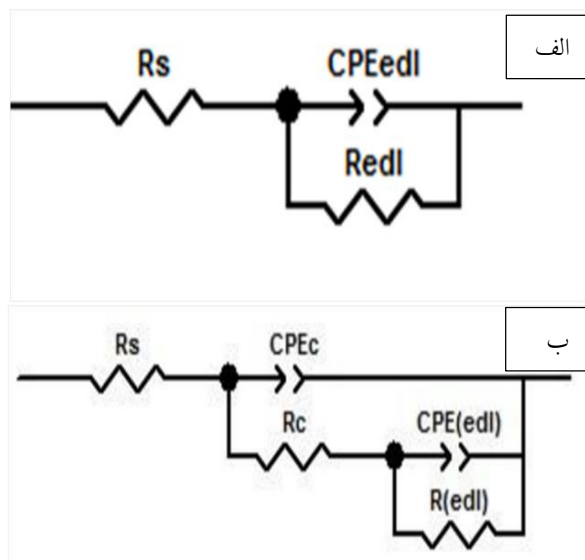 الف
Rs
CPEedl
Redl
ب
Rs
CPEc
Rc
CPE(edl)
R(edl)